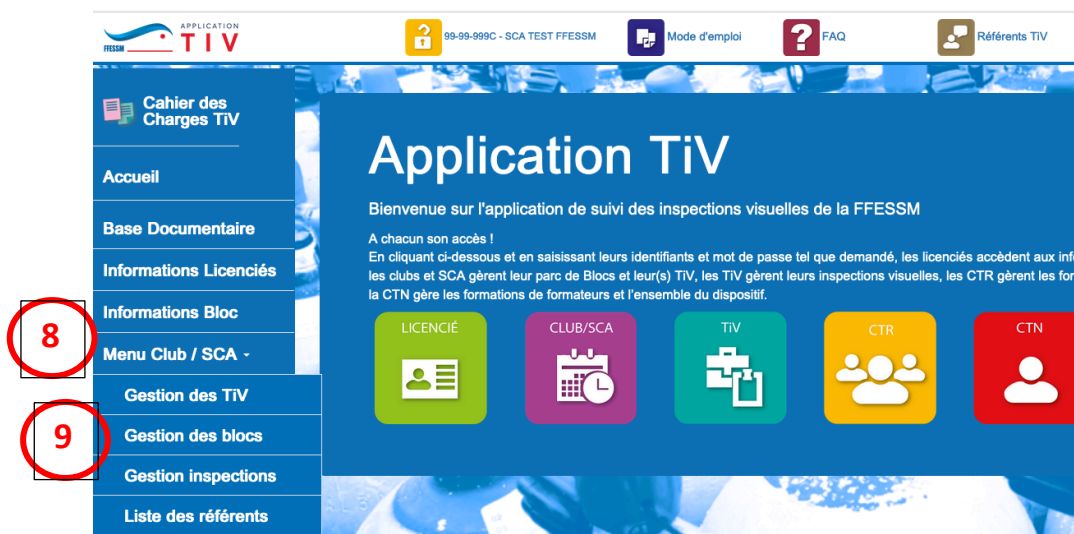 FFESSM
APPLICATION
TIV
99-99-999C - SCA TEST FFESSM
Mode d'emploi
?
FAQ
Référents TiV
Cahier des
Charges TiV
Accueil
Base Documentaire
Informations Licenciés
Informations Bloc
8
Menu Club / SCA -
Gestion des TiV
9
Gestion des blocs
Gestion inspections
Liste des référents
Application TiV
Bienvenue sur l'application de suivi des inspections visuelles de la FFESSM
A chacun son accès !
En cliquant ci-dessous et en saisissant leurs identifiants et mot de passe tel que demandé, les licenciés accèdent aux
les clubs et SCA gèrent leur parc de Blocs et leur(s) TiV, les TiV gèrent leurs inspections visuelles, les CTR gèrent les
la CTN gère les formations de formateurs et l'ensemble du dispositif.
LICENCIÉ
CLUB/SCA
TiV
CTR
CTN